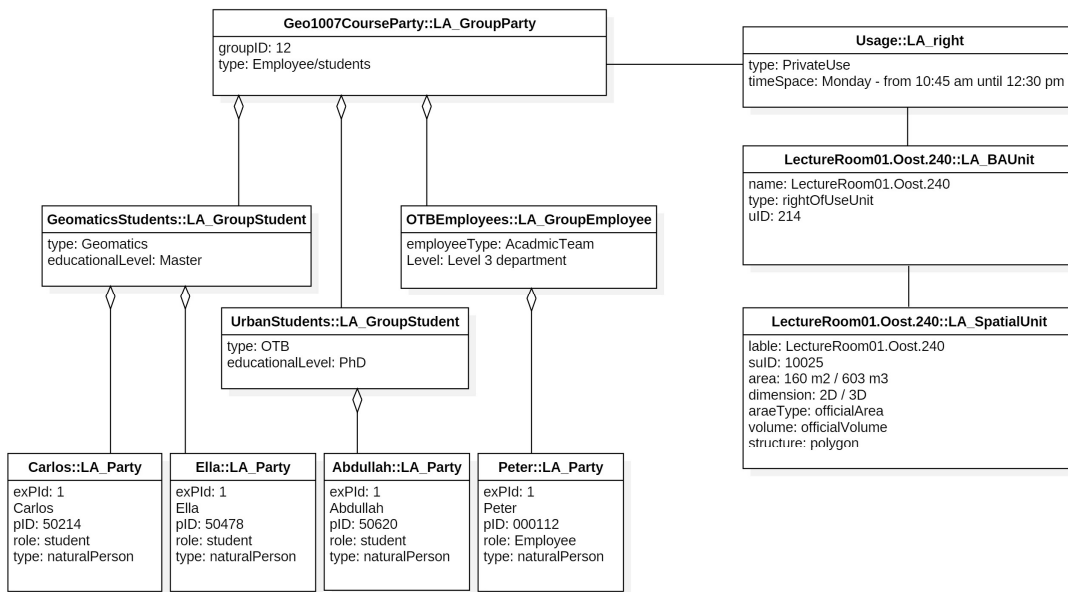 Geo1007CourseParty::LA_GroupParty
groupID: 12
type: Employee/students
Usage::LA_right
type: PrivateUse
timeSpace: Monday - from 10:45 am until 12:30 pm
LectureRoom01.Oost.240::LA_BAUnit
name: LectureRoom01.Oost.240
type: rightOfUseUnit
uID: 214
GeomaticsStudents::LA_GroupStudent
type: Geomatics
educationalLevel: Master
OTBEmployees::LA_GroupEmployee
employeeType: AcadmicTeam
Level: Level 3 department
UrbanStudents::LA_GroupStudent
type: OTB
educationalLevel: PhD
LectureRoom01.Oost.240::LA_SpatialUnit
lable: LectureRoom01.Oost.240
suID: 10025
area: 160 m2 / 603 m3
dimension: 2D / 3D
araeType: officialArea
volume: officialVolume
structure: polygon
Carlos::LA_Party
exPId: 1
Carlos
pID: 50214
role: student
type: naturalPerson
Ella::LA_Party
exPId: 1
Ella
pID: 50478
role: student
type: naturalPerson
Abdullah::LA_Party
exPId: 1
Abdullah
pID: 50620
role: student
type: naturalPerson
Peter::LA_Party
exPId: 1
Peter
pID: 000112
role: Employee
type: naturalPerson